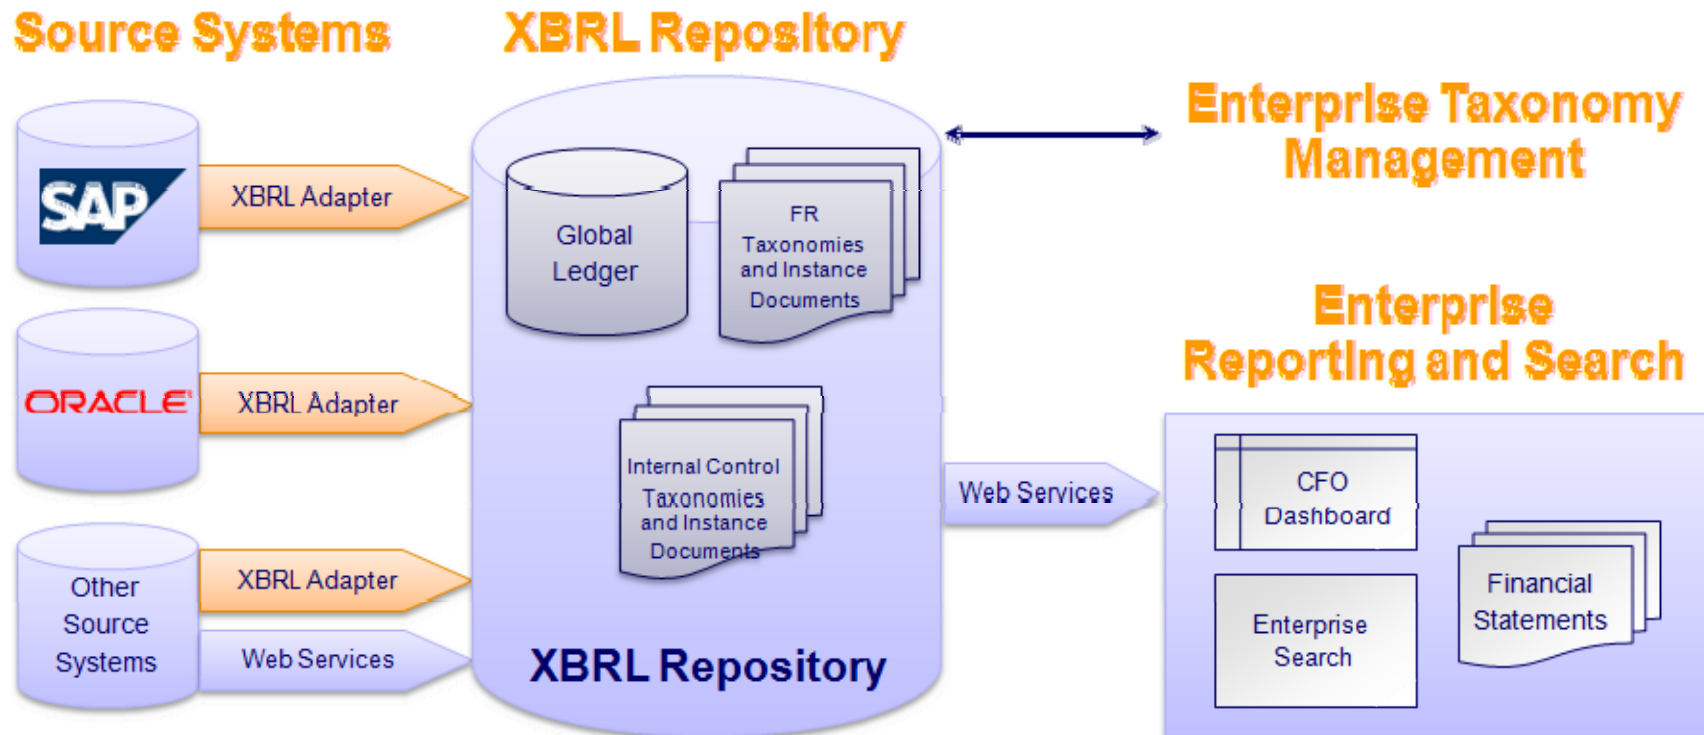 Source Systems
XBRL Repository
Enterprise Taxonomy
Management
SAP
XBRL Adapter
Global
Ledger
FR
Taxonomies
and Instance
Documents
ORACLE
XBRL Adapter
Internal Control
Taxonomies
and Instance
Documents
Other
Source
Systems
XBRL Adapter
Web Services
XBRL Repository
Web Services
Enterprise
Reporting and Search
CFO
Dashboard
Enterprise
Search
Financial
Statements